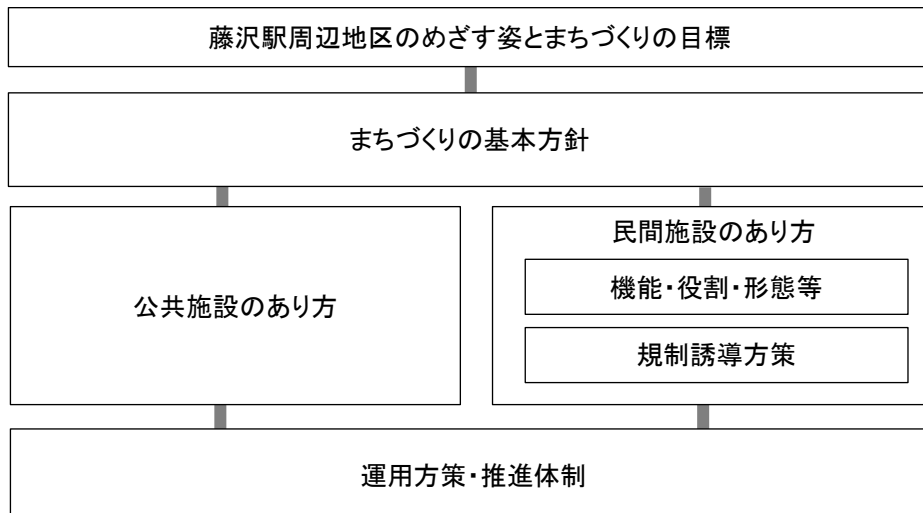 藤沢駅周辺地区のめざす姿とまちづくりの目標
まちづくりの基本方針
公共施設のあり方
民間施設のあり方
機能・役割・形態等
規制誘導方策
運用方策・推進体制